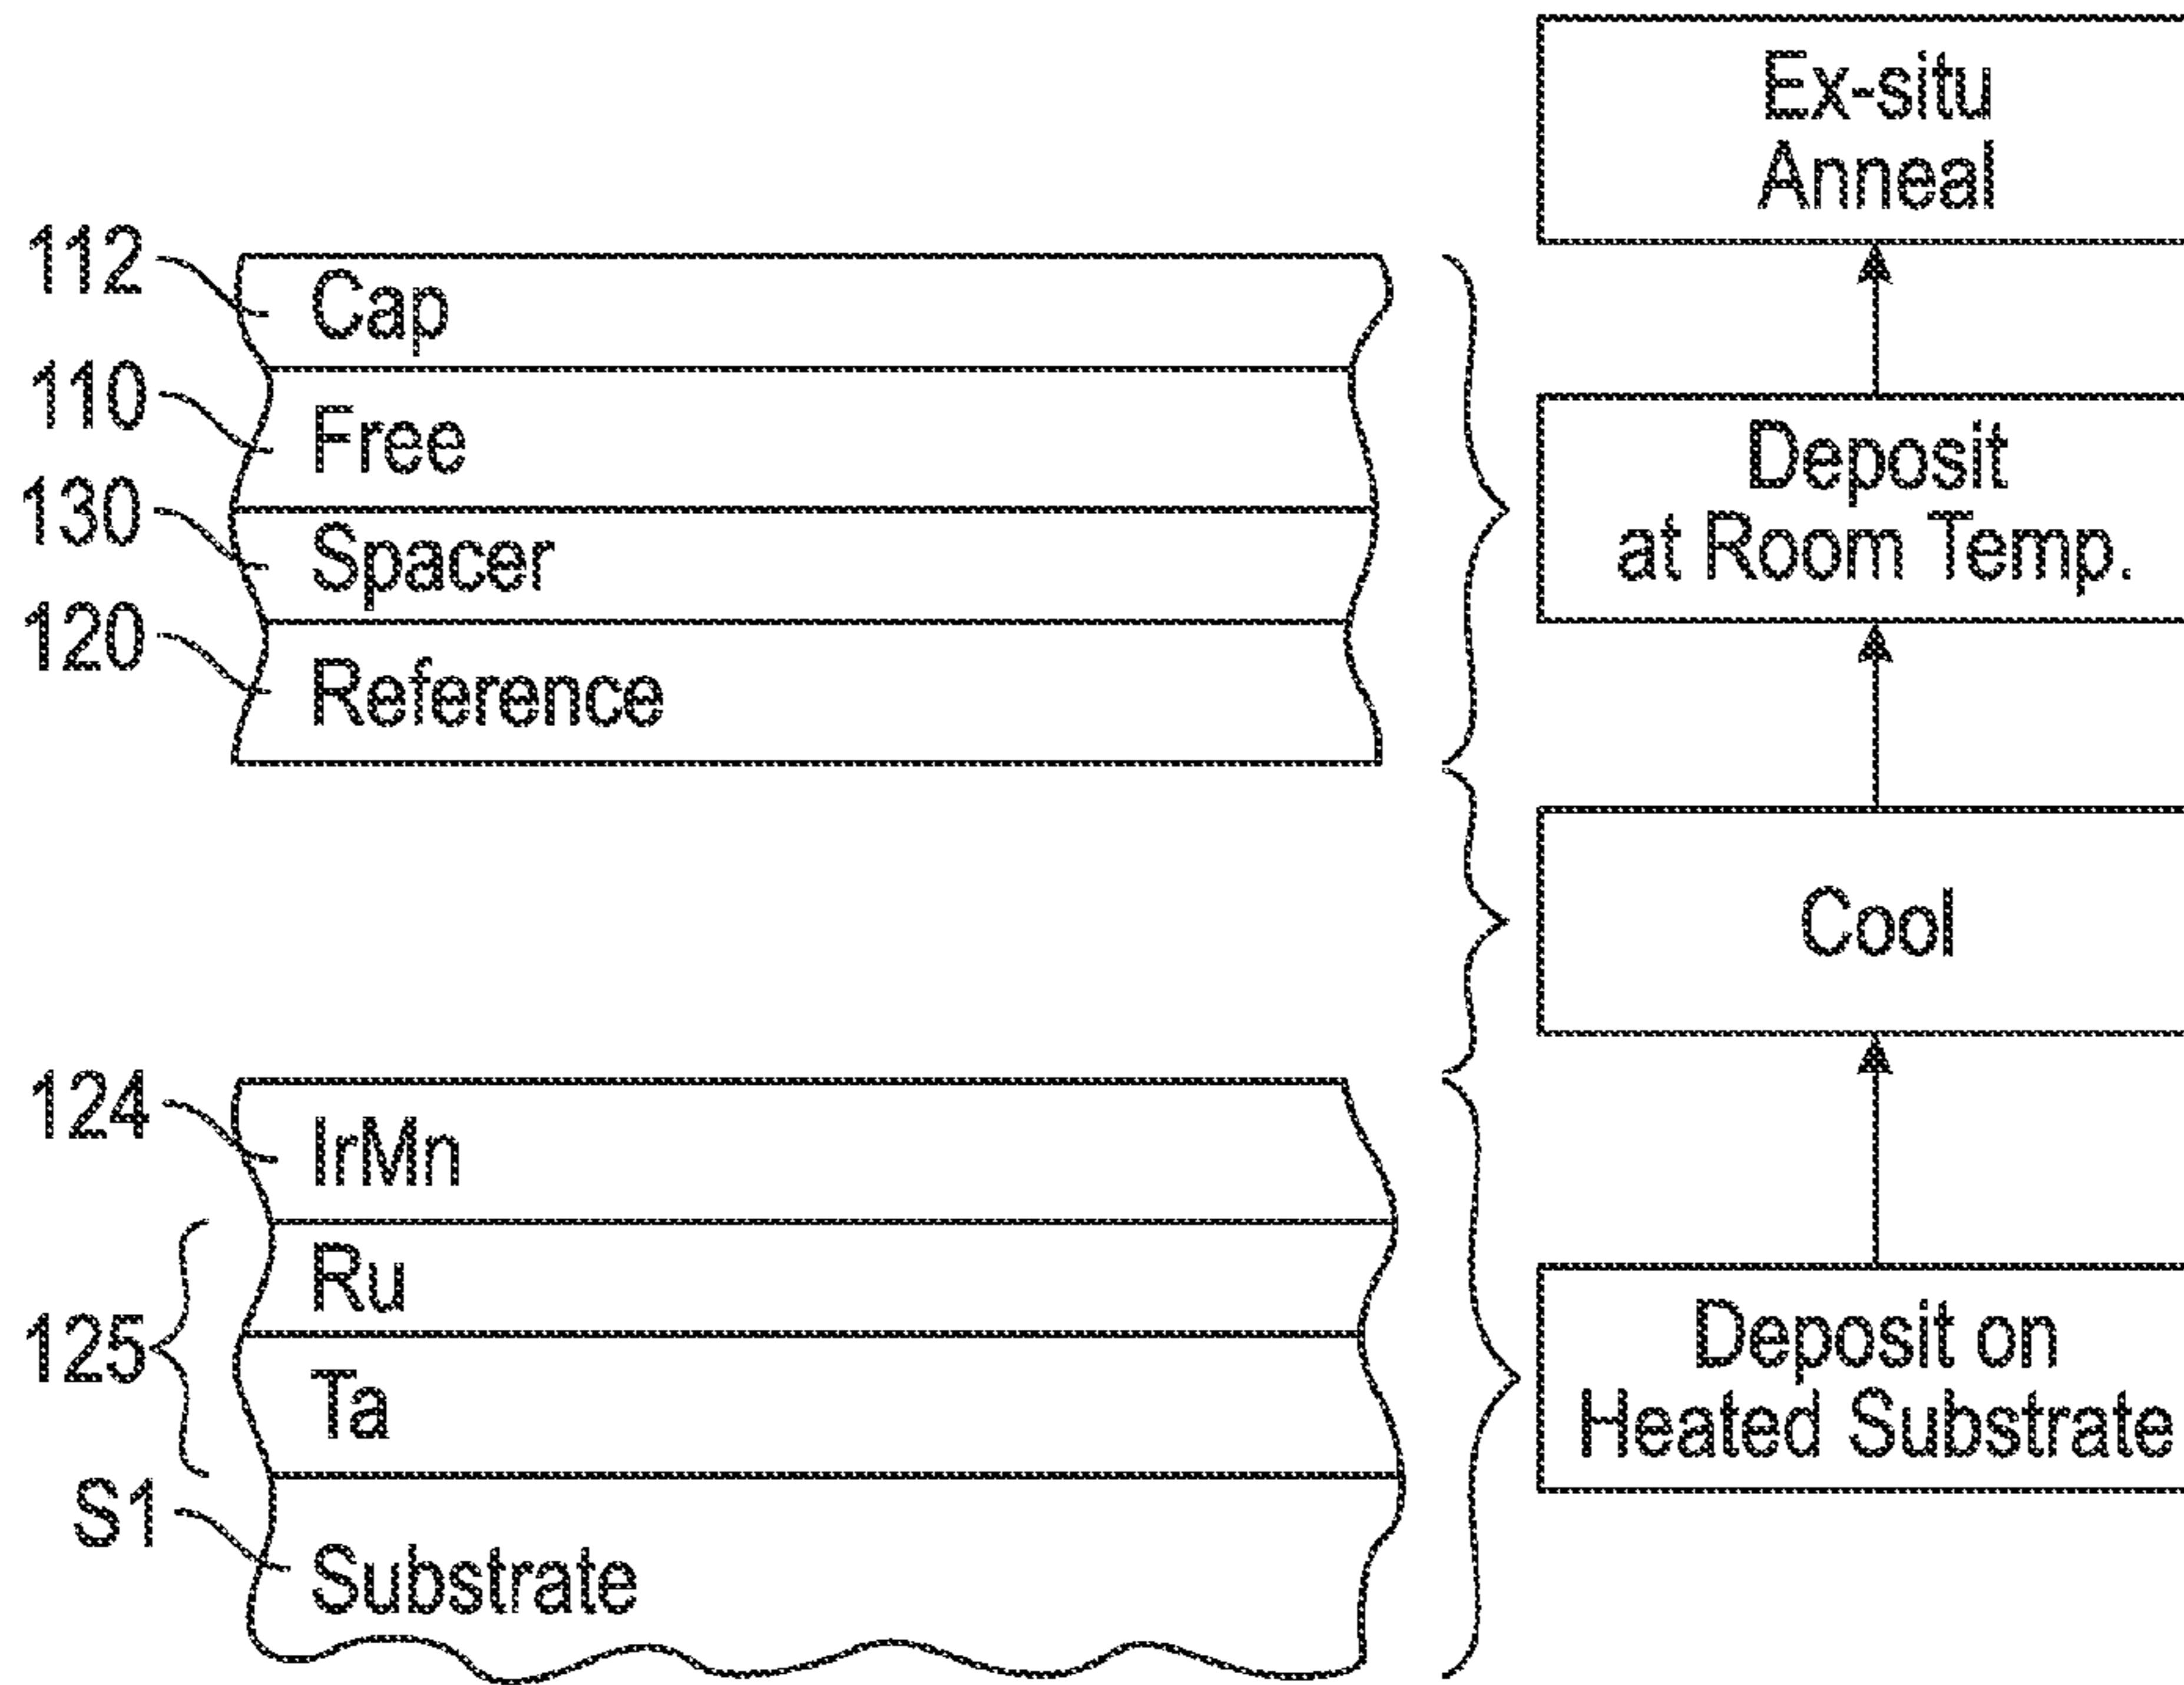 Ex-situ
Anneal
112
Cap
110
Free
Deposit
at Room Temp.
130
Spacer
120
Reference
Cool
124
IrMn
Ru
125
Ta
Deposit on
Heated Substrate
S1
Substrate